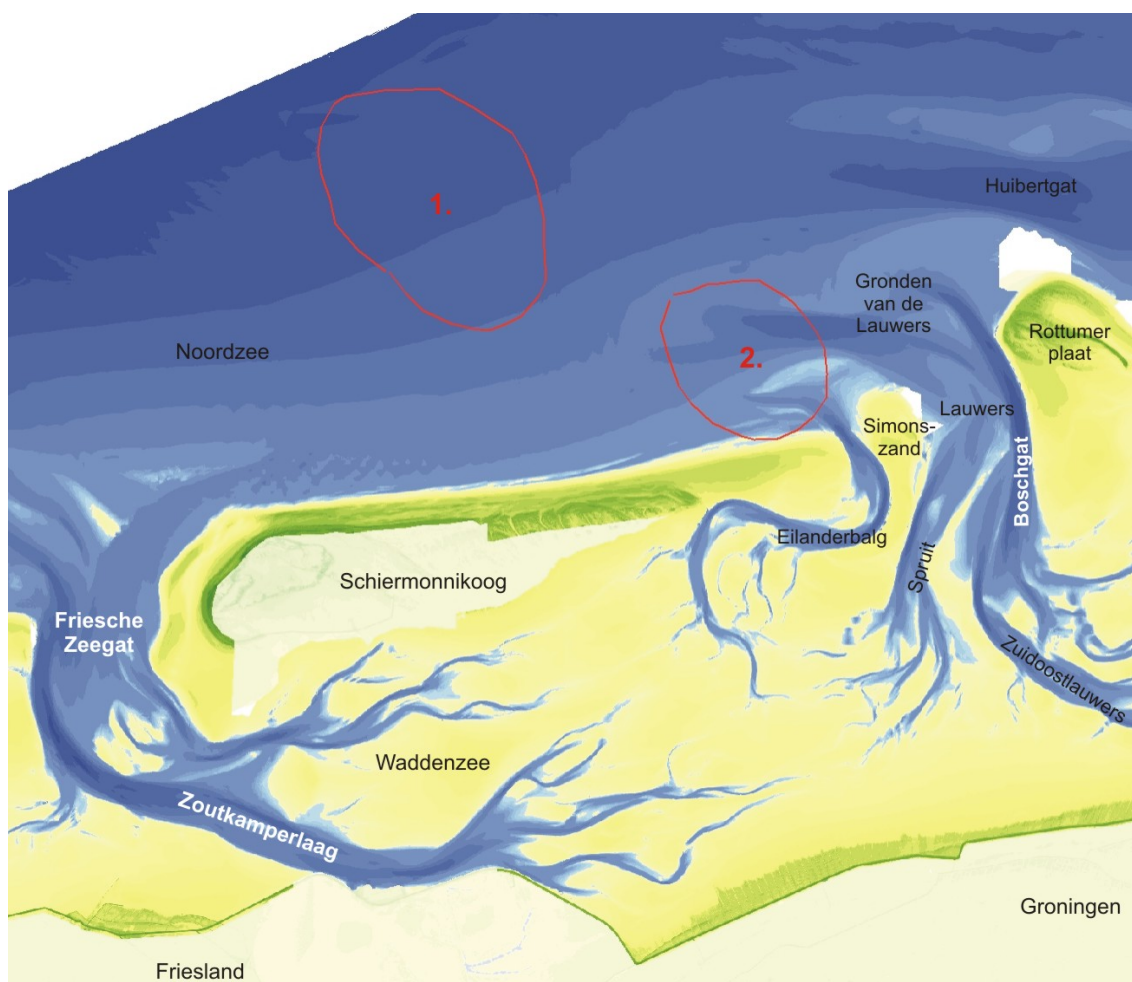 1.
Huibertgat
Gronden
van de
Lauwers
Rottumer
plaat
Noordzee
2.
Lauwers
Simons-
zand
Boschgat
Eilanderbalg
Spruit
Schiermonnikoog
Friesche
Zeegat
Zuidoostlauwers
Waddenzee
Zoutkamperlaag
Groningen
Friesland